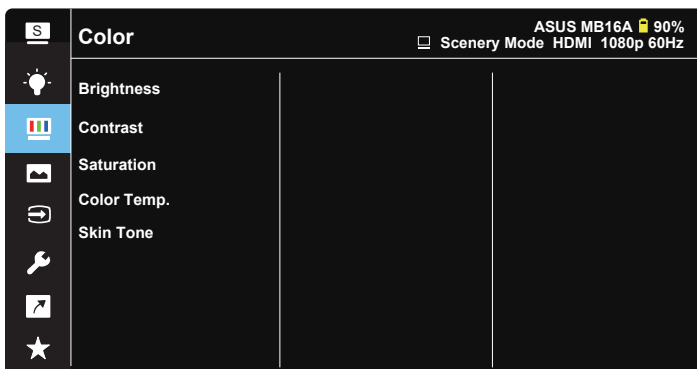 S
Color
ASUS MB16A 90%
Scenery Mode HDMI 1080p 60Hz
Brightness
Contrast
Saturation
Color Temp.
Skin Tone